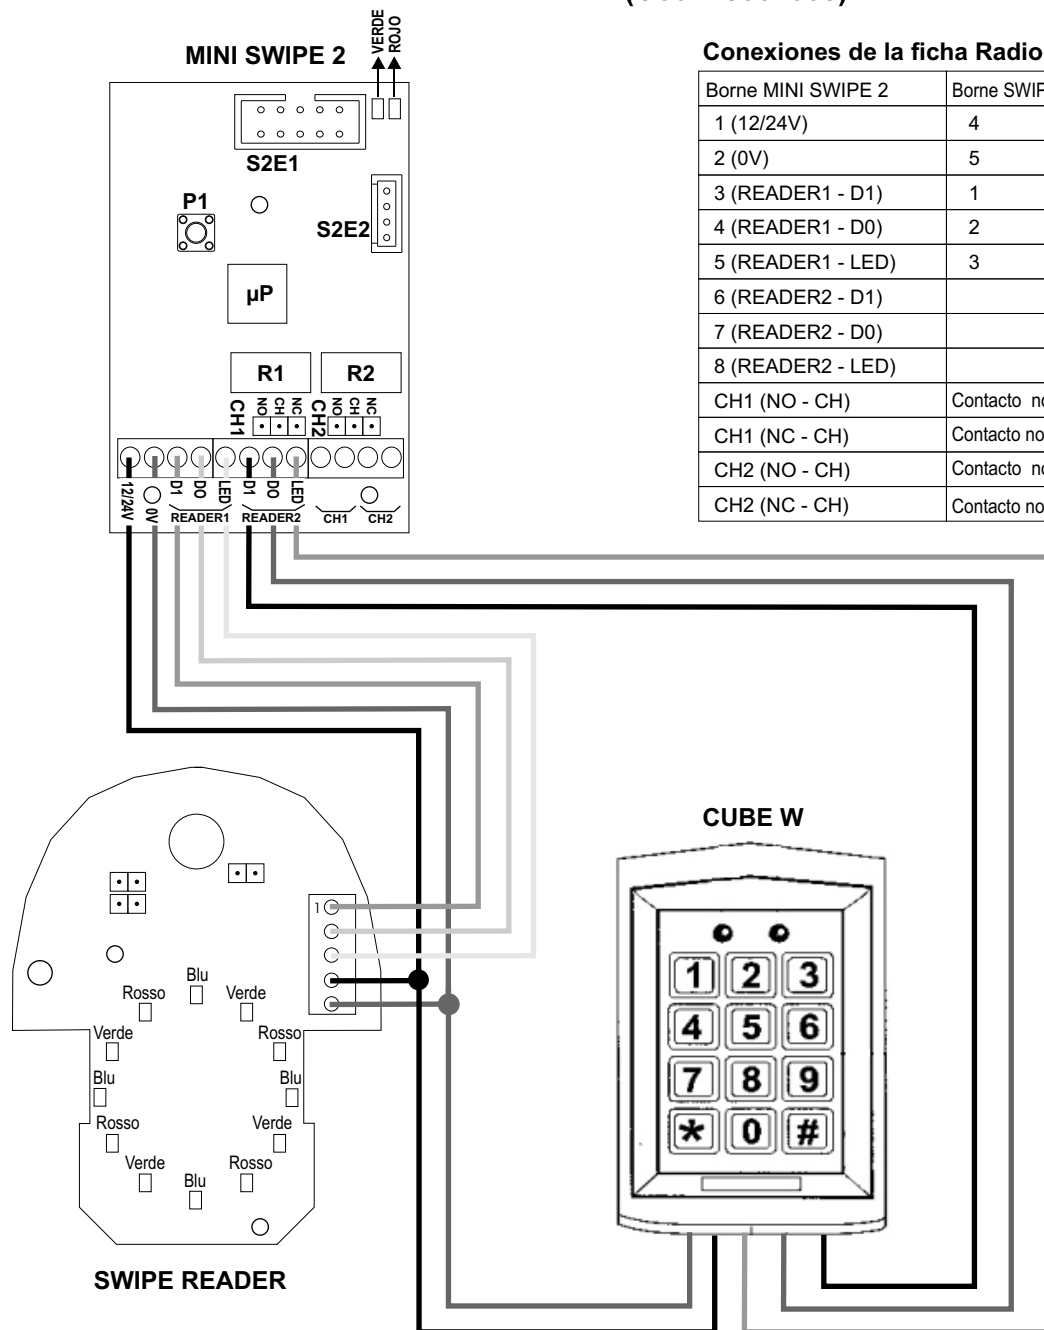 MINI SWIPE 2
VERDE
ROJO
S2E1
P1
S2E2
µP
R1
R2
CH1
NO
CH
NC
CH2
NO
CH
NC
12/24V
0V
D1
D0
LED
D1
D0
LED
READER1
READER2
CH1
CH2
Conexiones de la ficha Radio
Borne MINI SWIPE 2
1 (12/24V) 4
2 (0V) 5
3 (READER1 - D1) 1
4 (READER1 - D0) 2
5 (READER1 - LED) 3
6 (READER2 - D1)
7 (READER2 - D0)
8 (READER2 - LED)
CH1 (NO - CH) Contacto
CH1 (NC - CH) Contacto
CH2 (NO - CH) Contacto
CH2 (NC - CH) Contacto
Borne
1
Blu
Rosso
Verde
Verde
Rosso
Blu
Blu
Rosso
Verde
Verde
Rosso
Blu
SWIPE READER
CUBE W
1 2 3
4 5 6
7 8 9
* 0 #